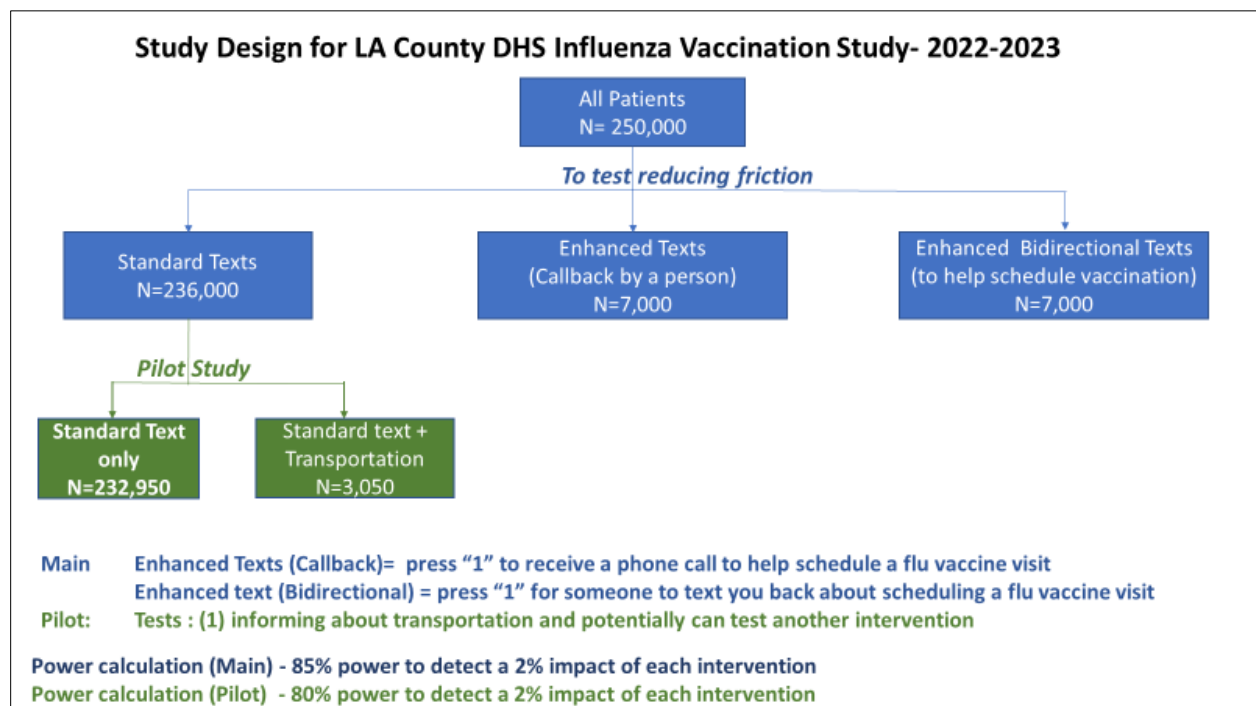 Study Design for LA County DHS Influenza Vaccination Study- 2022-2023
All Patients
N= 250,000
To test reducing friction
Standard Texts
N=236,000
Enhanced Texts
(Callback by a person)
N=7,000
Enhanced Bidirectional Texts
(to help schedule vaccination)
N=7,000
Pilot Study
Standard Text
only
N=232,950
Standard text +
Transportation
N=3,050
Main Enhanced Texts (Callback)= press “1” to receive a phone call to help schedule a flu vaccine visit
Enhanced text (Bidirectional) = press “1” for someone to text you back about scheduling a flu vaccine visit
Pilot: Tests : (1) informing about transportation and potentially can test another intervention
Power calculation (Main) - 85% power to detect a 2% impact of each intervention
Power calculation (Pilot) - 80% power to detect a 2% impact of each intervention